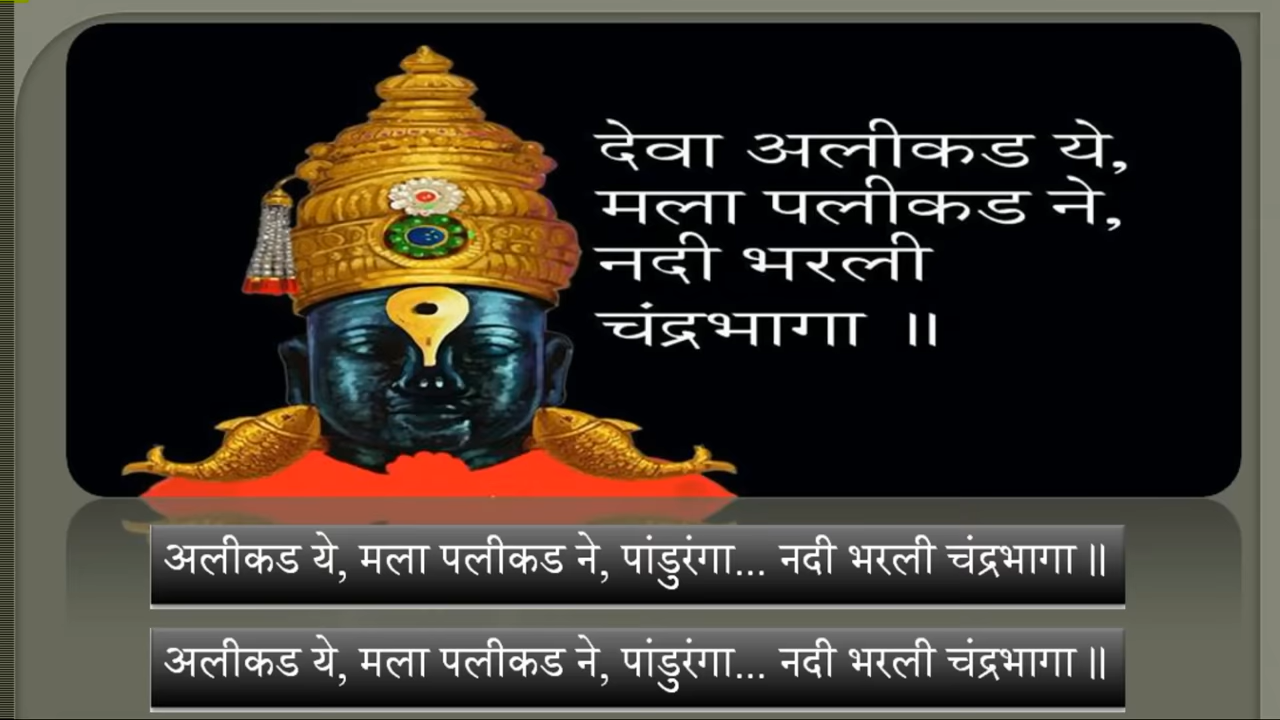 देवा अलीकड ये,
मला पलीकड ने,
नदी भरली
चंद्रभागा ॥
अलीकड ये, मला पलीकड ने, पांडुरंगा... नदी भरली चंद्रभागा ॥
अलीकड ये, मला पलीकड ने, पांडुरंगा... नदी भरली चंद्रभागा ॥